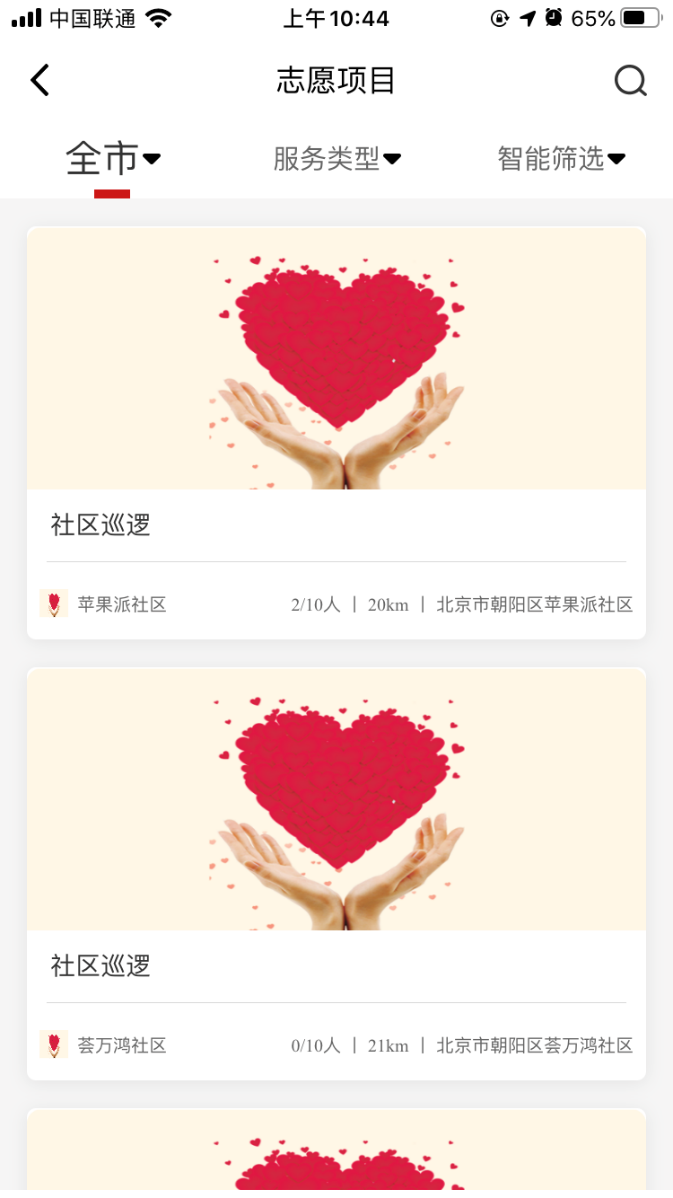 中国联通 上午10:44 65%
志愿项目
全市 服务类型 智能筛选
社区巡逻
苹果派社区 2/10人 | 20km | 北京市朝阳区苹果派社区
社区巡逻
荟万鸿社区 0/10人 | 21km | 北京市朝阳区荟万鸿社区